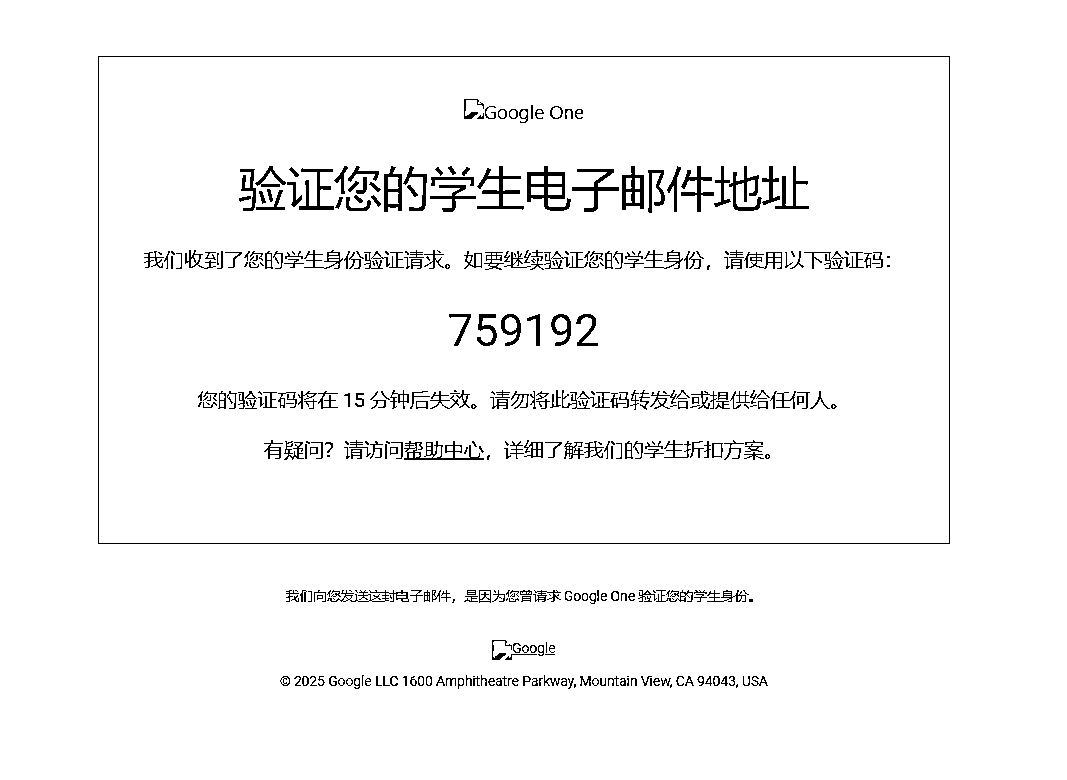 Google One
验证您的学生电子邮件地址
我们收到了您的学生身份验证请求。如要继续验证您的学生身份，请使用以下验证码：
759192
您的验证码将在 15 分钟后失效。请勿将此验证码转发给或提供给任何人。
有疑问？请访问帮助中心，详细了解我们的学生折扣方案。
我们向您发送这封电子邮件，是因为您曾请求 Google One 验证您的学生身份。
Google
© 2025 Google LLC 1600 Amphitheatre Parkway, Mountain View, CA 94043, USA